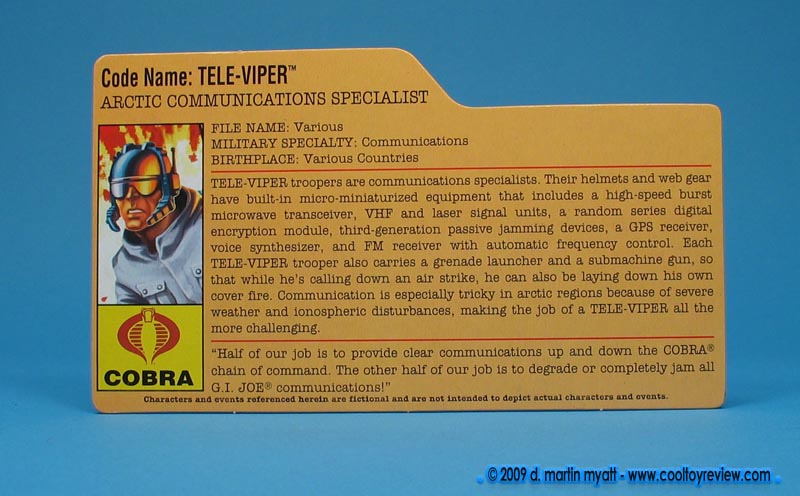 Code Name: TELE-VIPER™
ARCTIC COMMUNICATIONS SPECIALIST
FILE NAME: Various
MILITARY SPECIALTY: Communications
BIRTHPLACE: Various Countries
TELE-VIPER troopers are communications specialists. Their helmets and web gear
have built-in micro-miniaturized equipment that includes a high-speed burst
microwave transceiver, VHF and laser signal units, a random series digital
encryption module, third-generation passive jamming devices, a GPS receiver,
voice synthesizer, and FM receiver with automatic frequency control. Each
TELE-VIPER trooper also carries a grenade launcher and a submachine gun, so
that while he's calling down an air strike, he can also be laying down his own
cover fire. Communication is especially tricky in arctic regions because of severe
weather and ionospheric disturbances, making the job of a TELE-VIPER all the
more challenging.
"Half of our job is to provide clear communications up and down the COBRA®
chain of command. The other half of our job is to degrade or completely jam all
G.I. JOE® communications!"
COBRA
Characters and events referenced herein are fictional and are not intended to depict actual characters and events.
© 2009 d. martin myatt - www.cooltoyreview.com